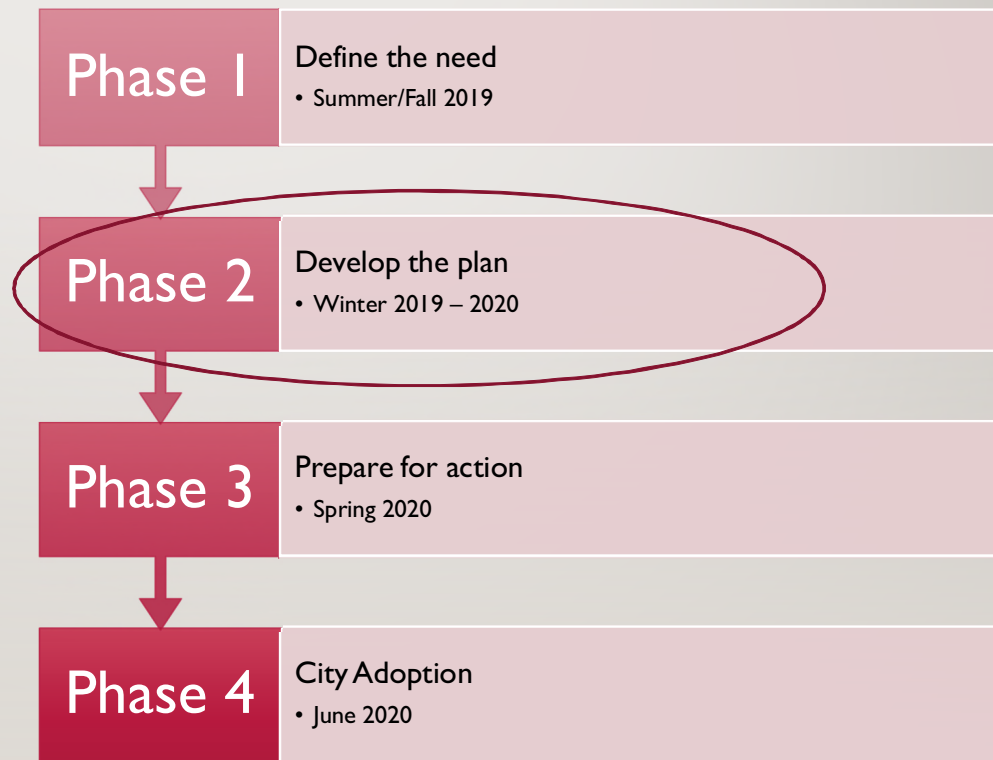 Phase 1
Define the need
• Summer/Fall 2019
Phase 2
Develop the plan
• Winter 2019 – 2020
Phase 3
Prepare for action
• Spring 2020
Phase 4
City Adoption
• June 2020